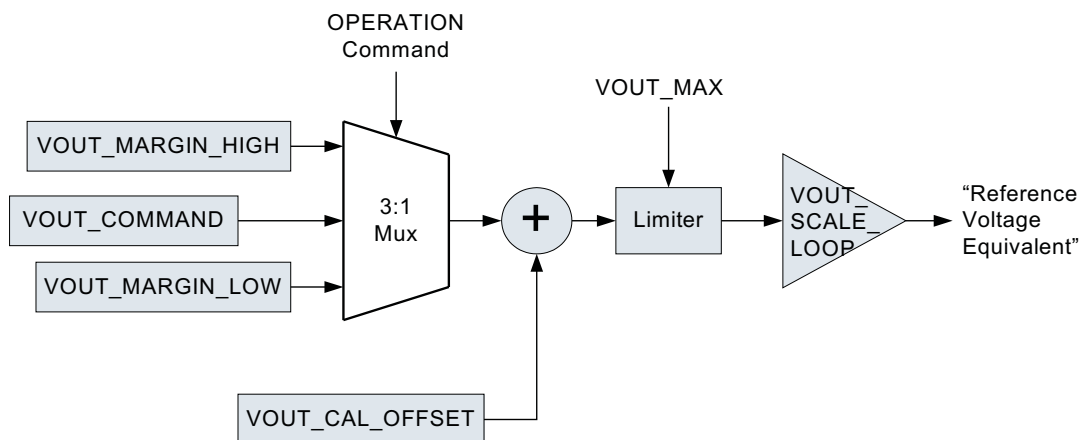 OPERATION
Command
VOUT_MAX
VOUT_MARGIN_HIGH
VOUT_COMMAND
VOUT_MARGIN_LOW
3:1
Mux
+
Limiter
VOUT_
SCALE_
LOOP
“Reference
Voltage
Equivalent”
VOUT_CAL_OFFSET